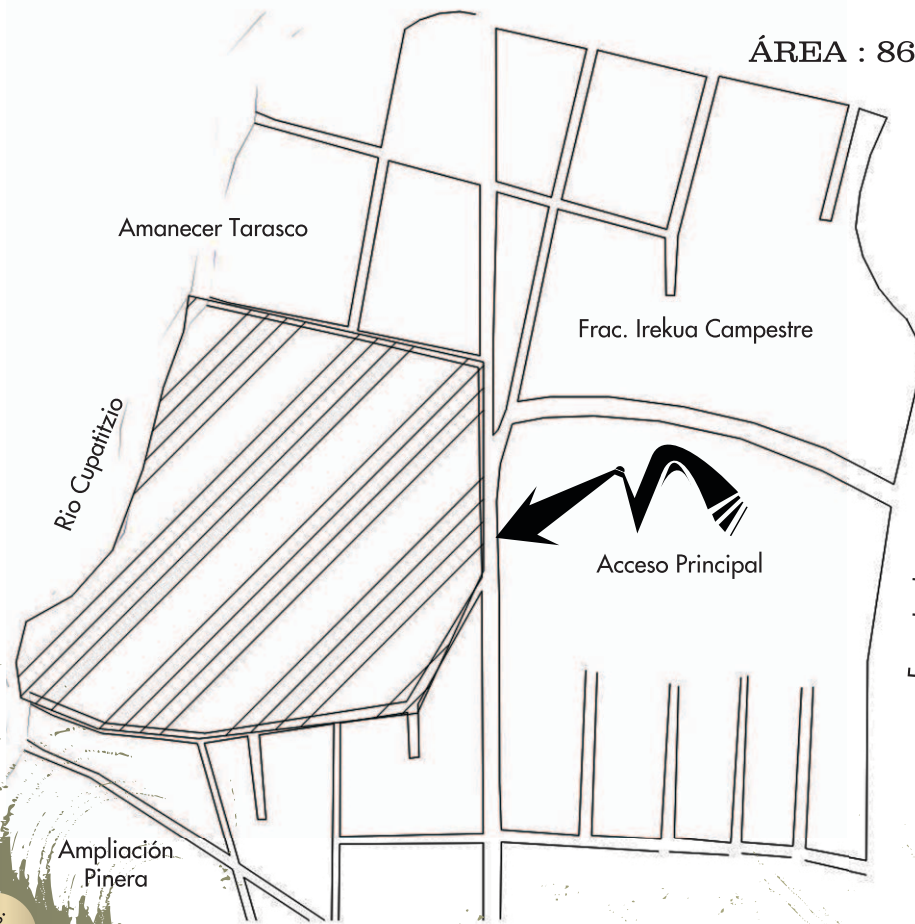 ÁREA : 86
Amanecer Tarasco
Frac. Irekua Campestre
Rio Cupatitzio
Acceso Principal
Ampliación
Pinera